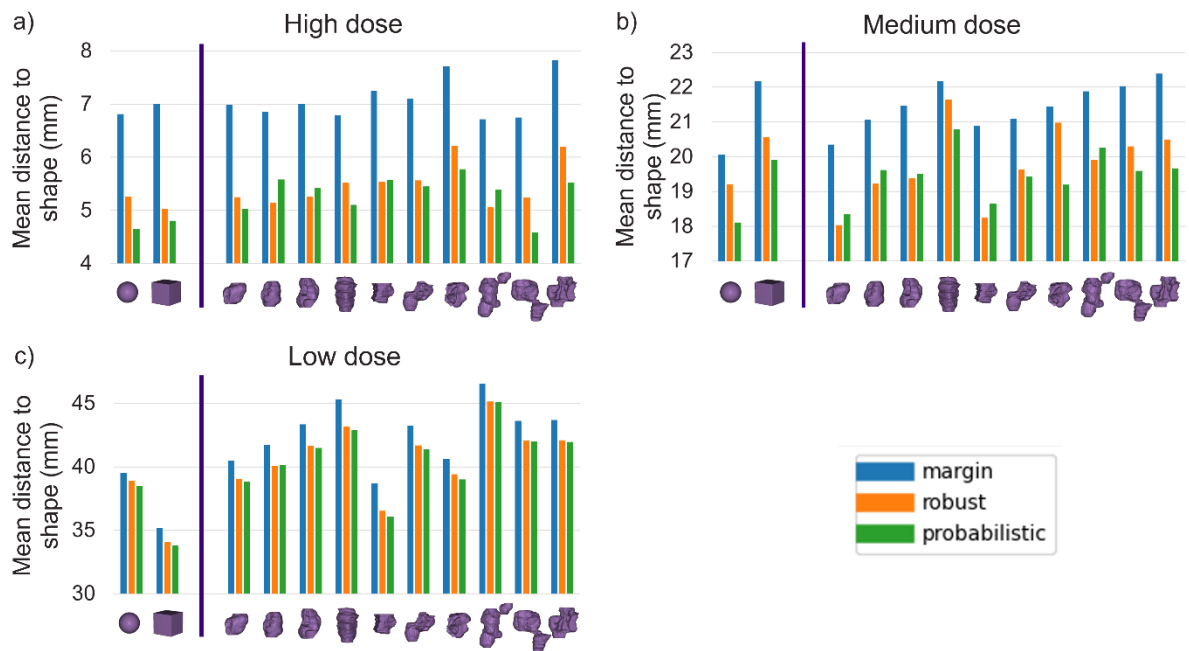 a)
High dose
Mean distance to
shape (mm)
8
7
6
5
4
b)
Medium dose
Mean distance to
shape (mm)
23
22
21
20
19
18
17
c)
Low dose
Mean distance to
shape (mm)
45
40
35
30
margin
robust
probabilistic